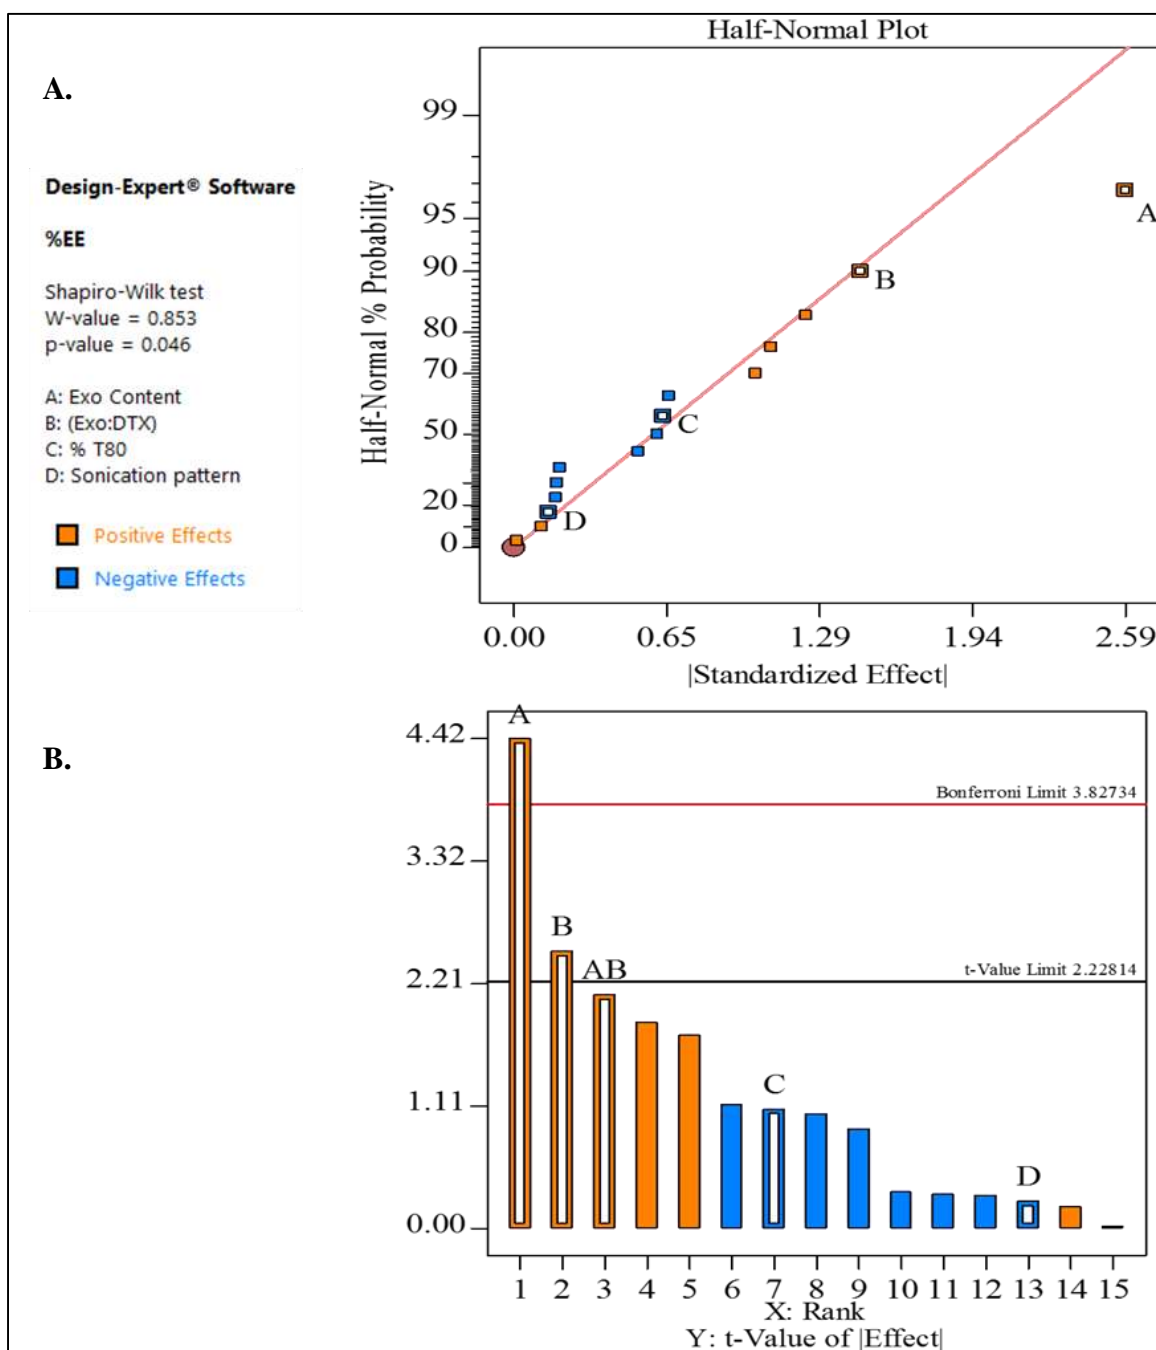 Half-Normal Plot
A.
Design-Expert® Software
%EE
Shapiro-Wilk test
W-value = 0.853
p-value = 0.046
A: Exo Content
B: (Exo:DTX)
C: % T80
D: Sonication pattern
Positive Effects
Negative Effects
Half-Normal % Probability
99
95
90
80
70
50
20
0
A
B
C
D
0.00 0.65 1.29 1.94 2.59
|Standardized Effect|
B.
4.42
3.32
2.21
1.11
0.00
A
Bonferroni Limit 3.82734
B
AB
t-Value Limit 2.22814
C
D
1 2 3 4 5 6 7 8 9 10 11 12 13 14 15
X: Rank
Y: t-Value of |Effect|